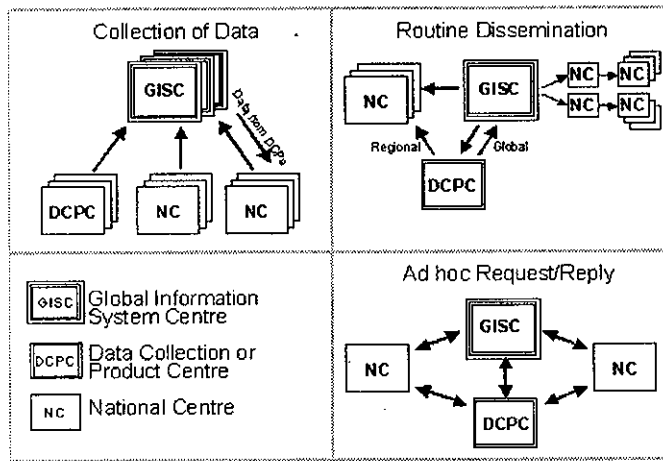 Collection of Data
GISC
Data from DCPs
DCPC
NC
NC
Routine Dissemination
NC
GISC
NC
NC
NC
NC
Regional
Global
DCPC
GISC
Global Information
System Centre
DCPC
Data Collection or
Product Centre
NC
National Centre
Ad hoc Request/Reply
GISC
NC
NC
DCPC